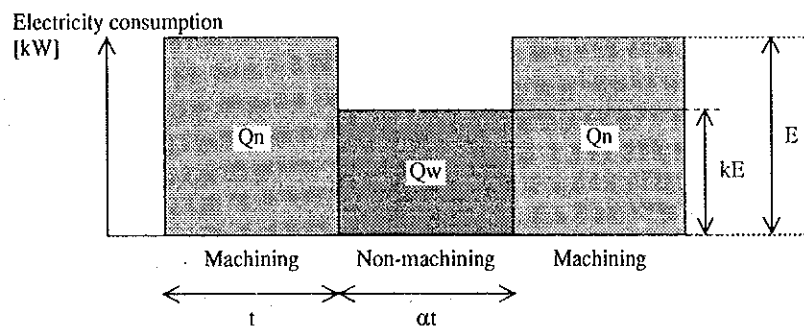 Electricity consumption
[kW]
Qn
Qw
Qn
E
kE
Machining
Non-machining
Machining
t
αt